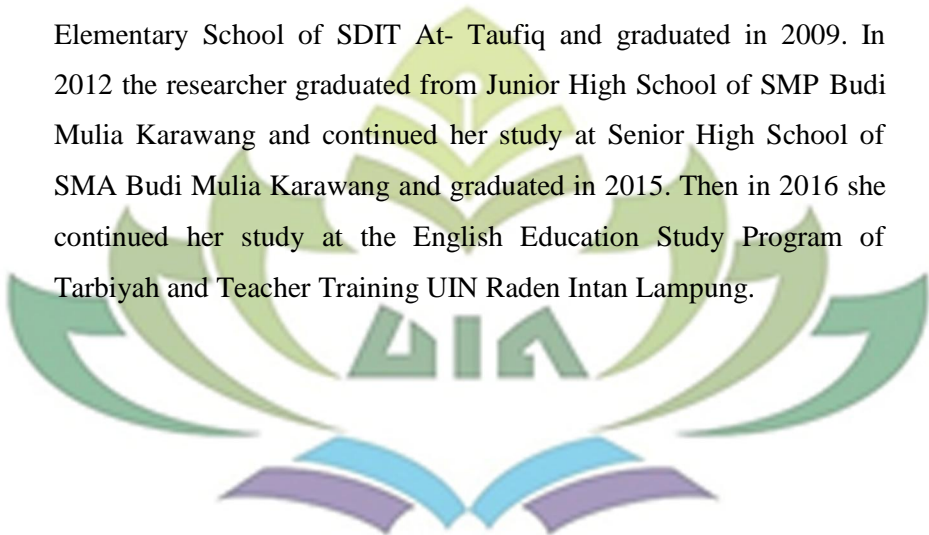 Elementary School of SDIT At- Taufiq and graduated in 2009. In
2012 the researcher graduated from Junior High School of SMP Budi
Mulia Karawang and continued her study at Senior High School of
SMA Budi Mulia Karawang and graduated in 2015. Then in 2016 she
continued her study at the English Education Study Program of
Tarbiyah and Teacher Training UIN Raden Intan Lampung.
UIN